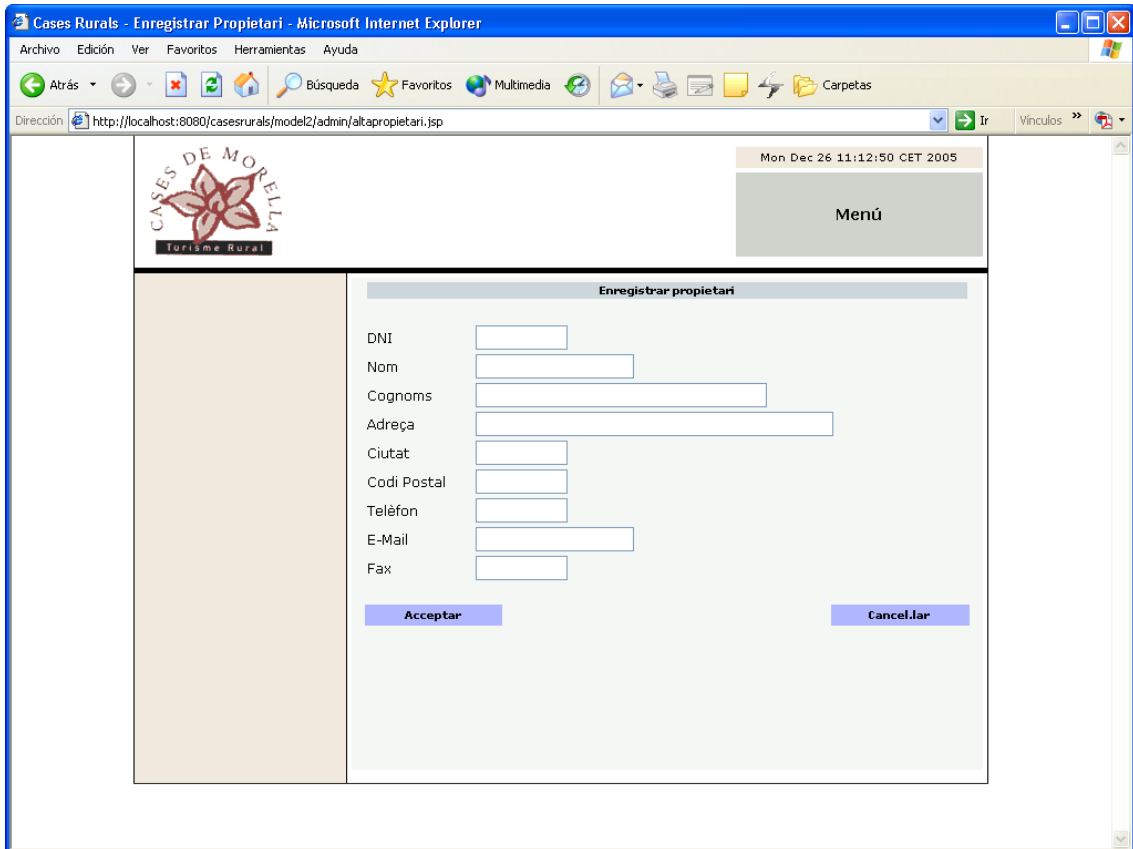 Cases Rurals - Enregistrar Propietari - Microsoft Internet Explorer
Archivo Edición Ver Favoritos Herramientas Ayuda
Atrás Búsqueda Favoritos Multimedia Carpetas
Dirección http://localhost:8080/casesrurals/model2/admin/altapropietari.jsp Ir Vínculos »
CASES DE MORELLA
Turisme Rural
Mon Dec 26 11:12:50 CET 2005
Menú
Enregistrar propietari
DNI
Nom
Cognoms
Adreça
Ciutat
Codi Postal
Telèfon
E-Mail
Fax
Acceptar Cancel.lar